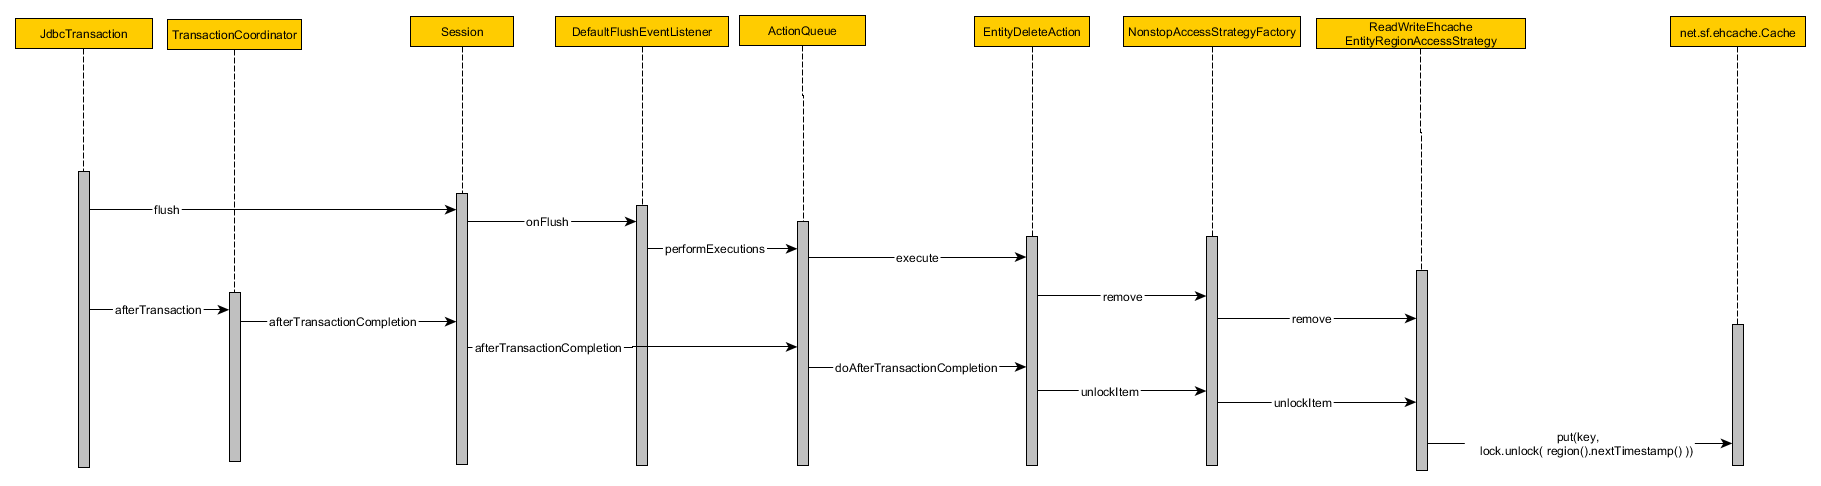 JdbcTransaction
TransactionCoordinator
Session
DefaultFlushEventListener
ActionQueue
EntityDeleteAction
NonstopAccessStrategyFactory
ReadWriteEhcache
EntityRegionAccessStrategy
net.sf.ehcache.Cache
flush
onFlush
performExecutions
execute
remove
afterTransaction
afterTransactionCompletion
remove
afterTransactionCompletion
doAfterTransactionCompletion
unlockItem
unlockItem
put(key,
lock.unlock( region().nextTimestamp() ))